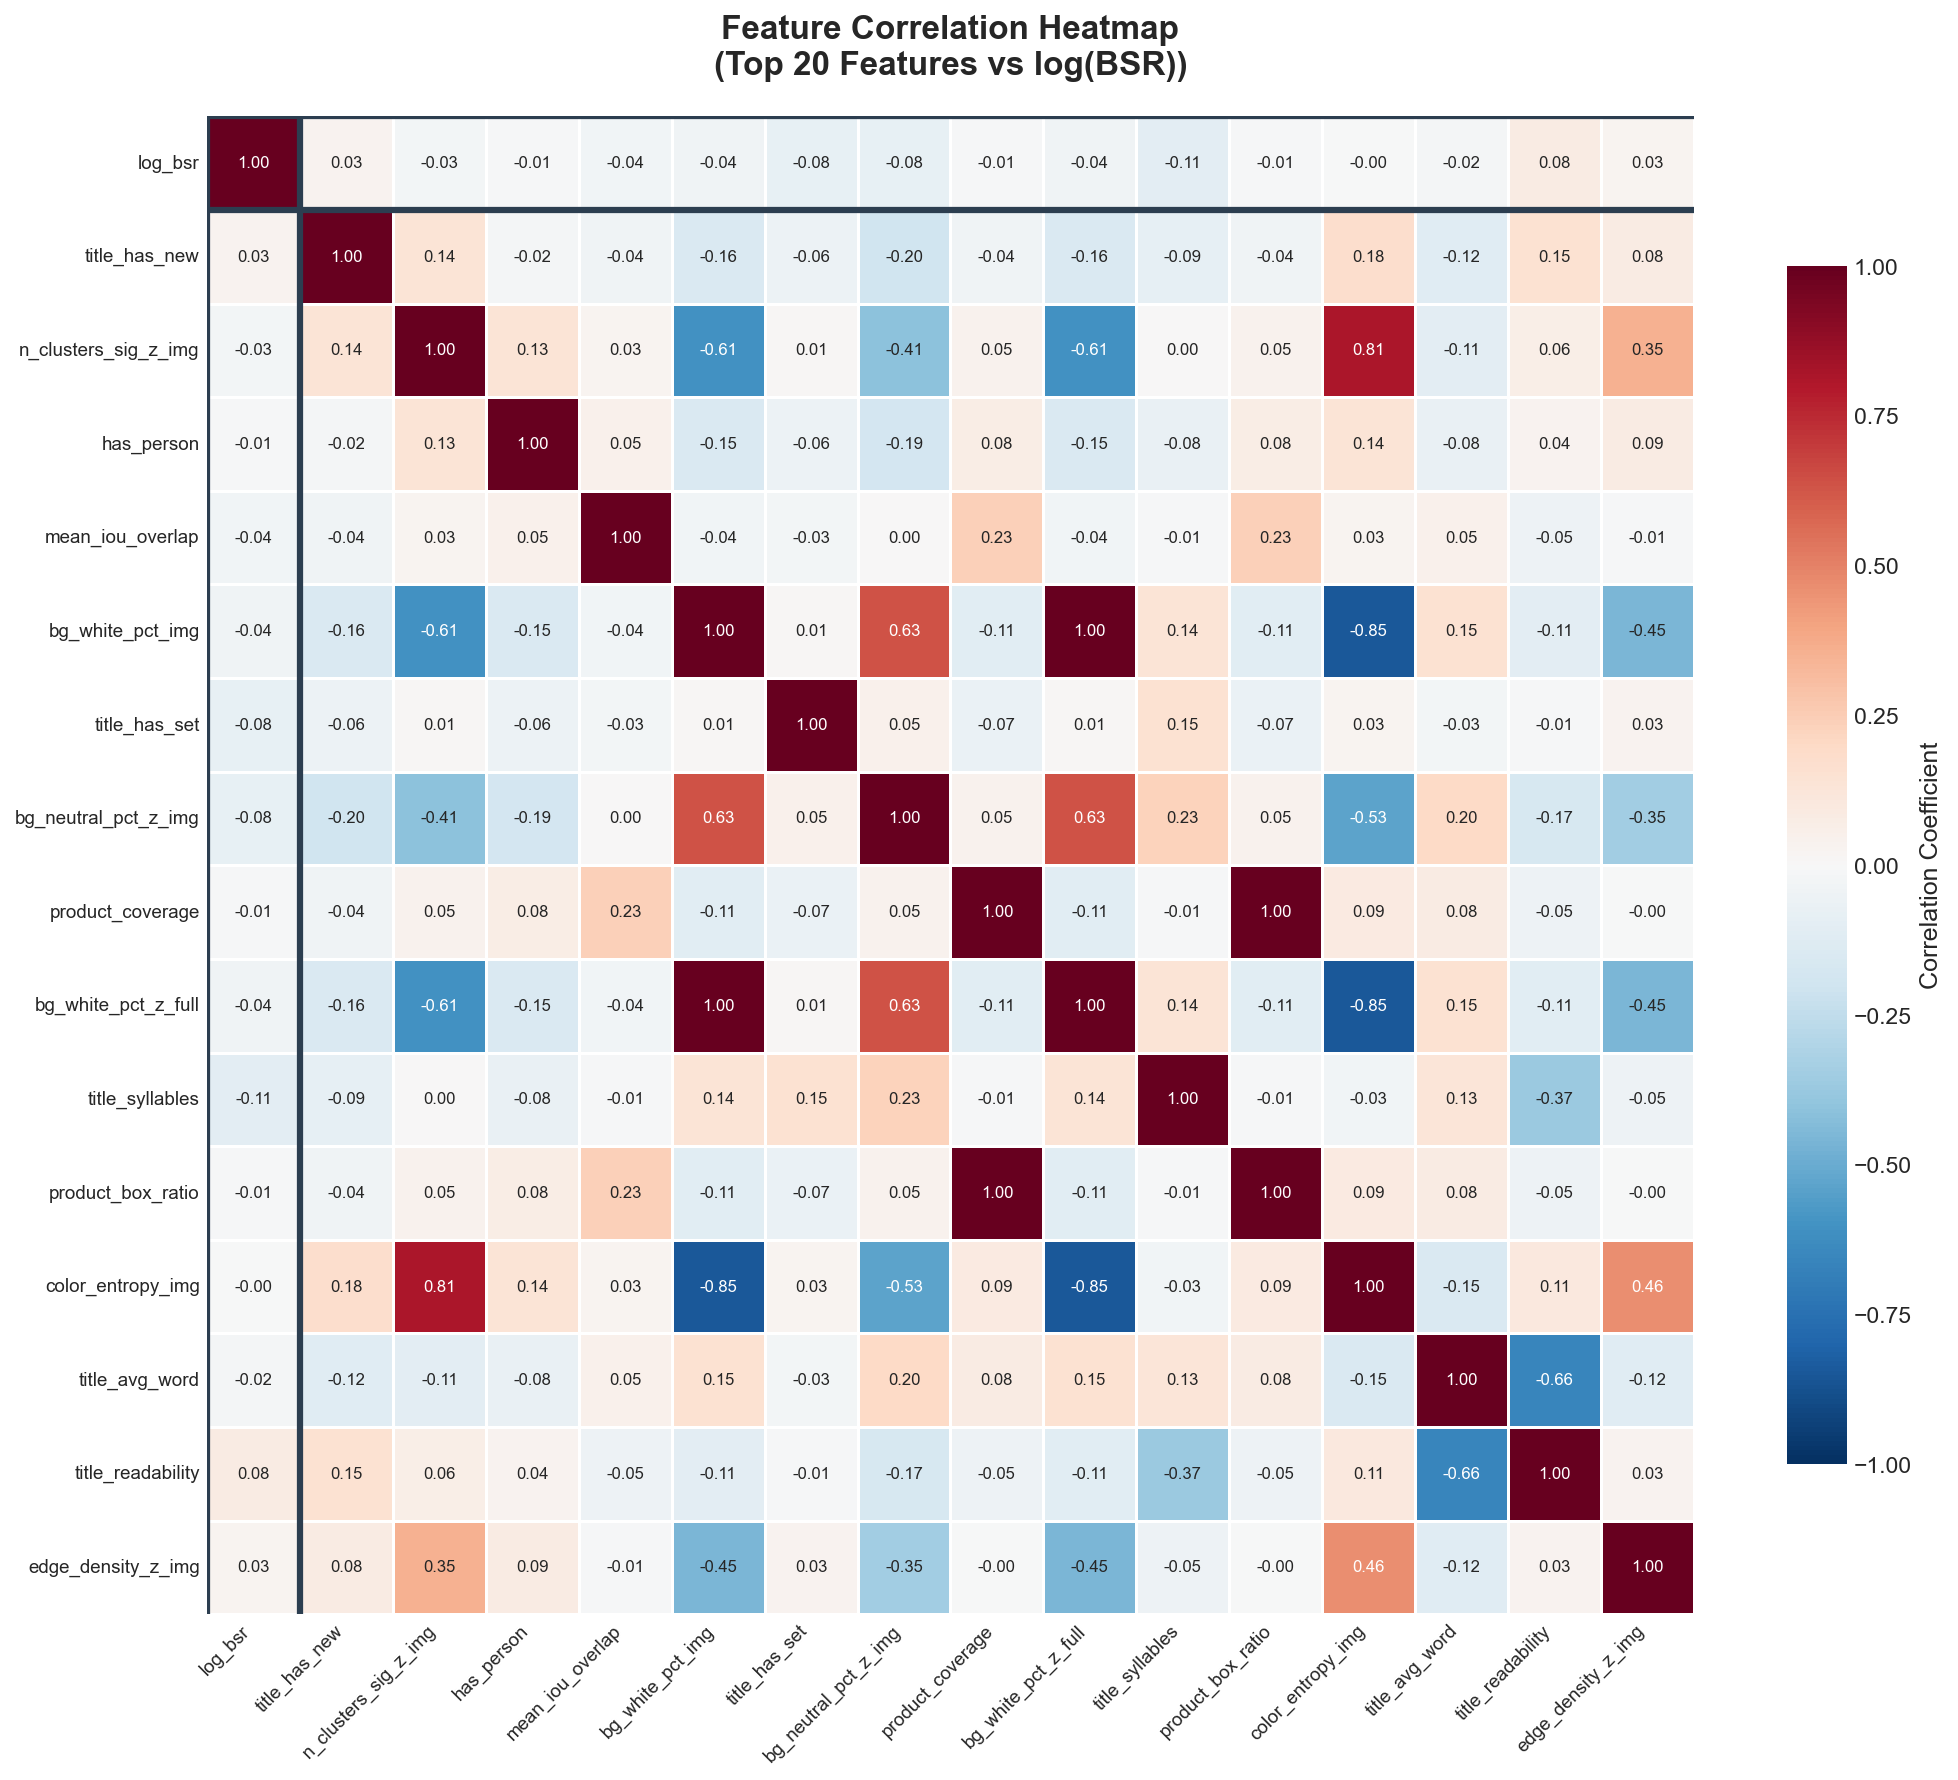 Feature Correlation Heatmap
(Top 20 Features vs log(BSR))
log_bsr 1.00 0.03 -0.03 -0.01 -0.04 -0.04 -0.08 -0.08 -0.01 -0.04 -0.11 -0.01 -0.00 -0.02 0.08 0.03
title_has_new 0.03 1.00 0.14 -0.02 -0.04 -0.16 -0.06 -0.20 -0.04 -0.16 -0.09 -0.04 0.18 -0.12 0.15 0.08
n_clusters_sig_z_img -0.03 0.14 1.00 0.13 0.03 -0.61 0.01 -0.41 0.05 -0.61 0.00 0.05 0.81 -0.11 0.06 0.35
has_person -0.01 -0.02 0.13 1.00 0.05 -0.15 -0.06 -0.19 0.08 -0.15 -0.08 0.08 0.14 -0.08 0.04 0.09
mean_iou_overlap -0.04 -0.04 0.03 0.05 1.00 -0.04 -0.03 0.00 0.23 -0.04 -0.01 0.23 0.03 0.05 -0.05 -0.01
bg_white_pct_img -0.04 -0.16 -0.61 -0.15 -0.04 1.00 0.01 0.63 -0.11 1.00 0.14 -0.11 -0.85 0.15 -0.11 -0.45
title_has_set -0.08 -0.06 0.01 -0.06 -0.03 0.01 1.00 0.05 -0.07 0.01 0.15 -0.07 0.03 -0.03 -0.01 0.03
bg_neutral_pct_z_img -0.08 -0.20 -0.41 -0.19 0.00 0.63 0.05 1.00 0.05 0.63 0.23 0.05 -0.53 0.20 -0.17 -0.35
product_coverage -0.01 -0.04 0.05 0.08 0.23 -0.11 -0.07 0.05 1.00 -0.11 -0.01 1.00 0.09 0.08 -0.05 -0.00
bg_white_pct_z_full -0.04 -0.16 -0.61 -0.15 -0.04 1.00 0.01 0.63 -0.11 1.00 0.14 -0.11 -0.85 0.15 -0.11 -0.45
title_syllables -0.11 -0.09 0.00 -0.08 -0.01 0.14 0.15 0.23 -0.01 0.14 1.00 -0.01 -0.03 0.13 -0.37 -0.05
product_box_ratio -0.01 -0.04 0.05 0.08 0.23 -0.11 -0.07 0.05 1.00 -0.11 -0.01 1.00 0.09 0.08 -0.05 -0.00
color_entropy_img -0.00 0.18 0.81 0.14 0.03 -0.85 0.03 -0.53 0.09 -0.85 -0.03 0.09 1.00 -0.15 0.11 0.46
title_avg_word -0.02 -0.12 -0.11 -0.08 0.05 0.15 -0.03 0.20 0.08 0.15 0.13 0.08 -0.15 1.00 -0.66 -0.12
title_readability 0.08 0.15 0.06 0.04 -0.05 -0.11 -0.01 -0.17 -0.05 -0.11 -0.37 -0.05 0.11 -0.66 1.00 0.03
edge_density_z_img 0.03 0.08 0.35 0.09 -0.01 -0.45 0.03 -0.35 -0.00 -0.45 -0.05 -0.00 0.46 -0.12 0.03 1.00
log_bsr
title_has_new
n_clusters_sig_z_img
has_person
mean_iou_overlap
bg_white_pct_img
title_has_set
bg_neutral_pct_z_img
product_coverage
bg_white_pct_z_full
title_syllables
product_box_ratio
color_entropy_img
title_avg_word
title_readability
edge_density_z_img
1.00
0.75
0.50
0.25
0.00
−0.25
−0.50
−0.75
−1.00
Correlation Coefficient